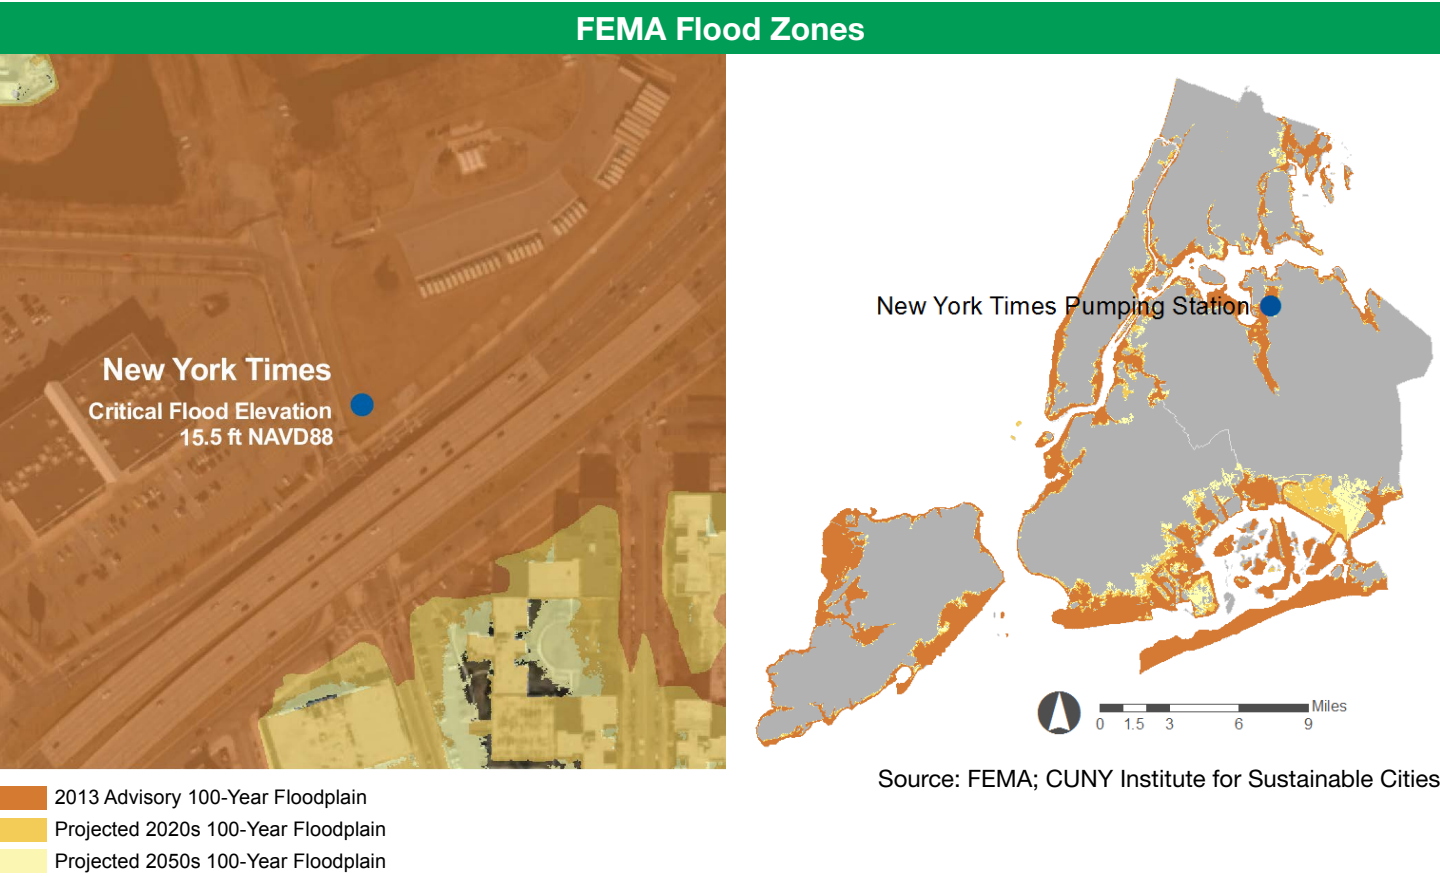 FEMA Flood Zones
New York Times
Critical Flood Elevation
15.5 ft NAVD88
New York Times Pumping Station
Miles
0 1.5 3 6 9
Source: FEMA; CUNY Institute for Sustainable Cities
2013 Advisory 100-Year Floodplain
Projected 2020s 100-Year Floodplain
Projected 2050s 100-Year Floodplain